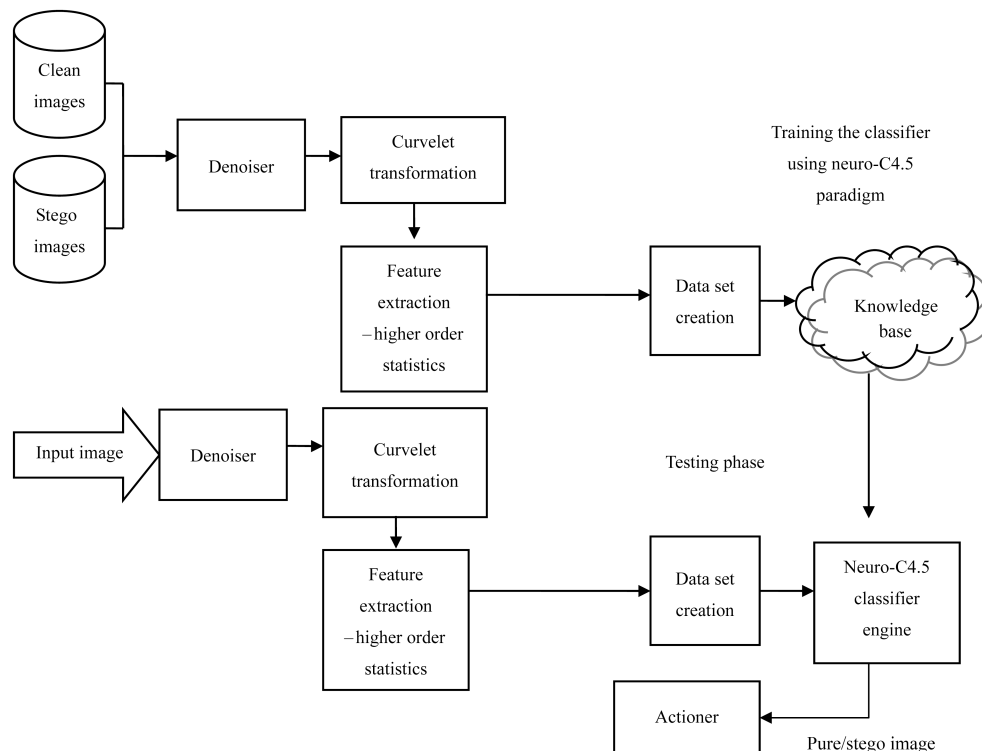 Clean
images
Stego
images
Denoiser
Curvelet
transformation
Training the classifier
using neuro-C4.5
paradigm
Feature
extraction
–higher order
statistics
Data set
creation
Knowledge
base
Input image
Denoiser
Curvelet
transformation
Testing phase
Feature
extraction
–higher order
statistics
Data set
creation
Neuro-C4.5
classifier
engine
Actioner
Pure/stego image